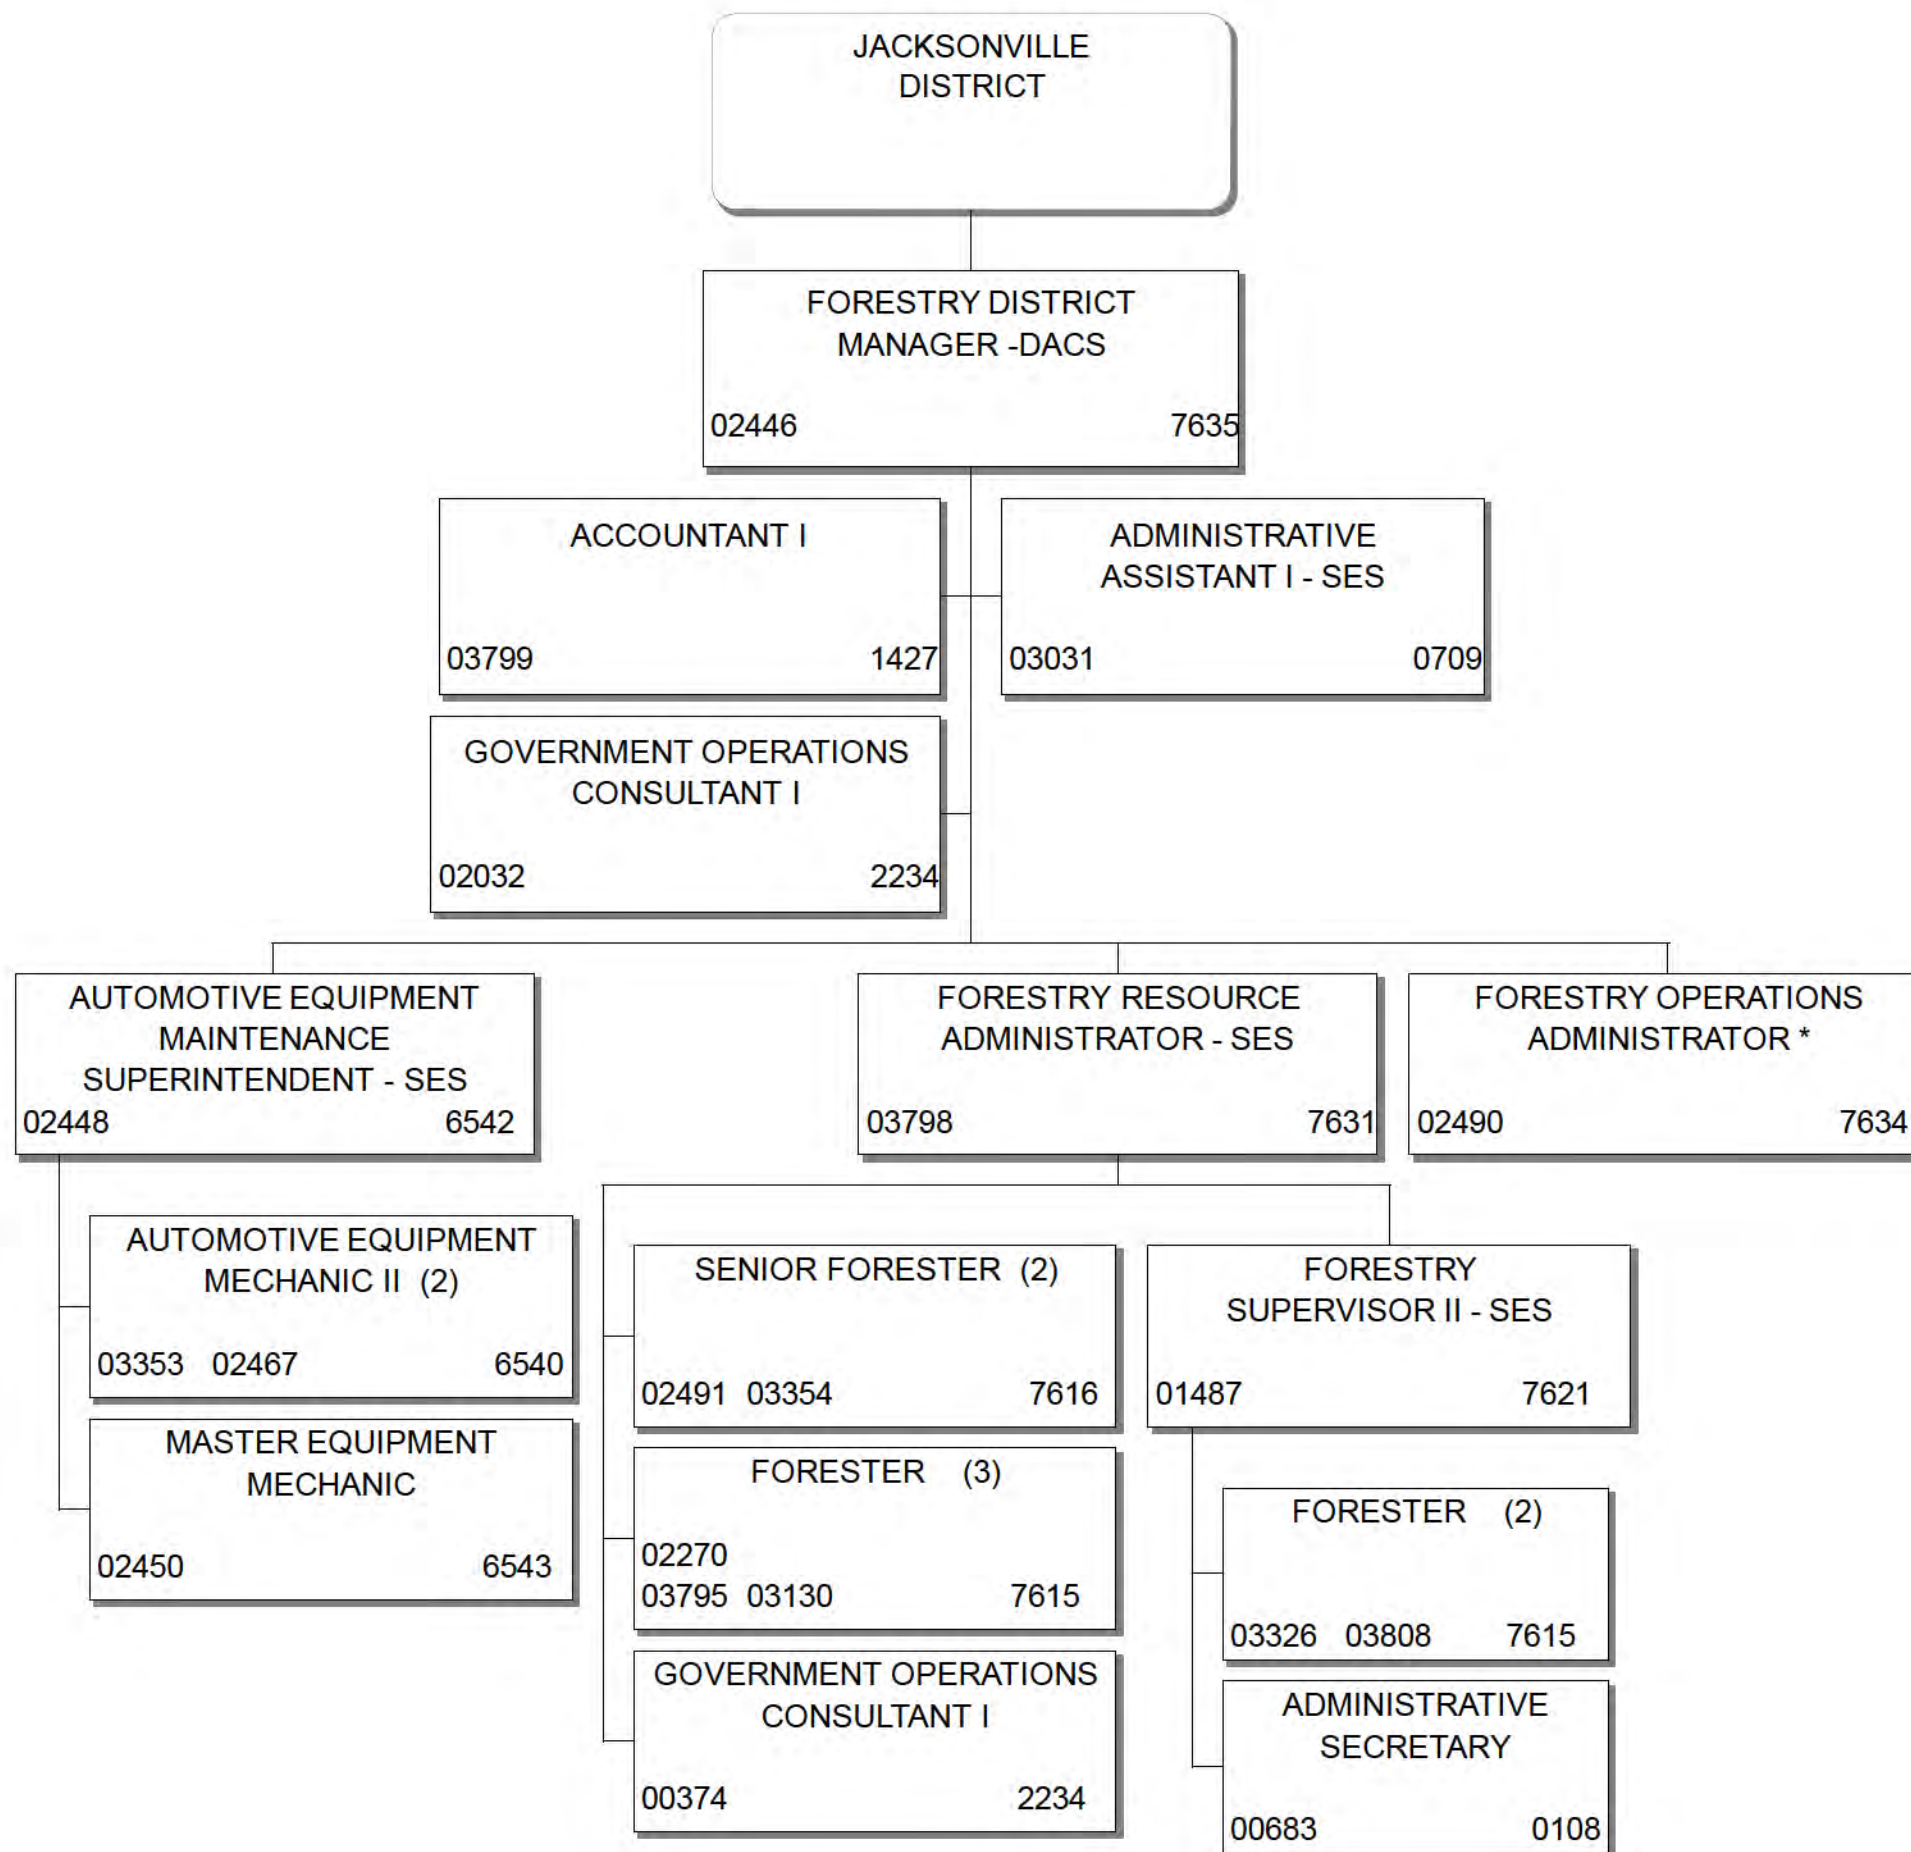 JACKSONVILLE
DISTRICT
FORESTRY DISTRICT
MANAGER -DACS
02446 7635
ACCOUNTANT I
03799 1427
ADMINISTRATIVE
ASSISTANT I - SES
03031 0709
GOVERNMENT OPERATIONS
CONSULTANT I
02032 2234
AUTOMOTIVE EQUIPMENT
MAINTENANCE
SUPERINTENDENT - SES
02448 6542
FORESTRY RESOURCE
ADMINISTRATOR - SES
03798 7631
FORESTRY OPERATIONS
ADMINISTRATOR *
02490 7634
AUTOMOTIVE EQUIPMENT
MECHANIC II (2)
03353 02467 6540
MASTER EQUIPMENT
MECHANIC
02450 6543
SENIOR FORESTER (2)
02491 03354 7616
FORESTER (3)
02270
03795 03130 7615
GOVERNMENT OPERATIONS
CONSULTANT I
00374 2234
FORESTRY
SUPERVISOR II - SES
01487 7621
FORESTER (2)
03326 03808 7615
ADMINISTRATIVE
SECRETARY
00683 0108